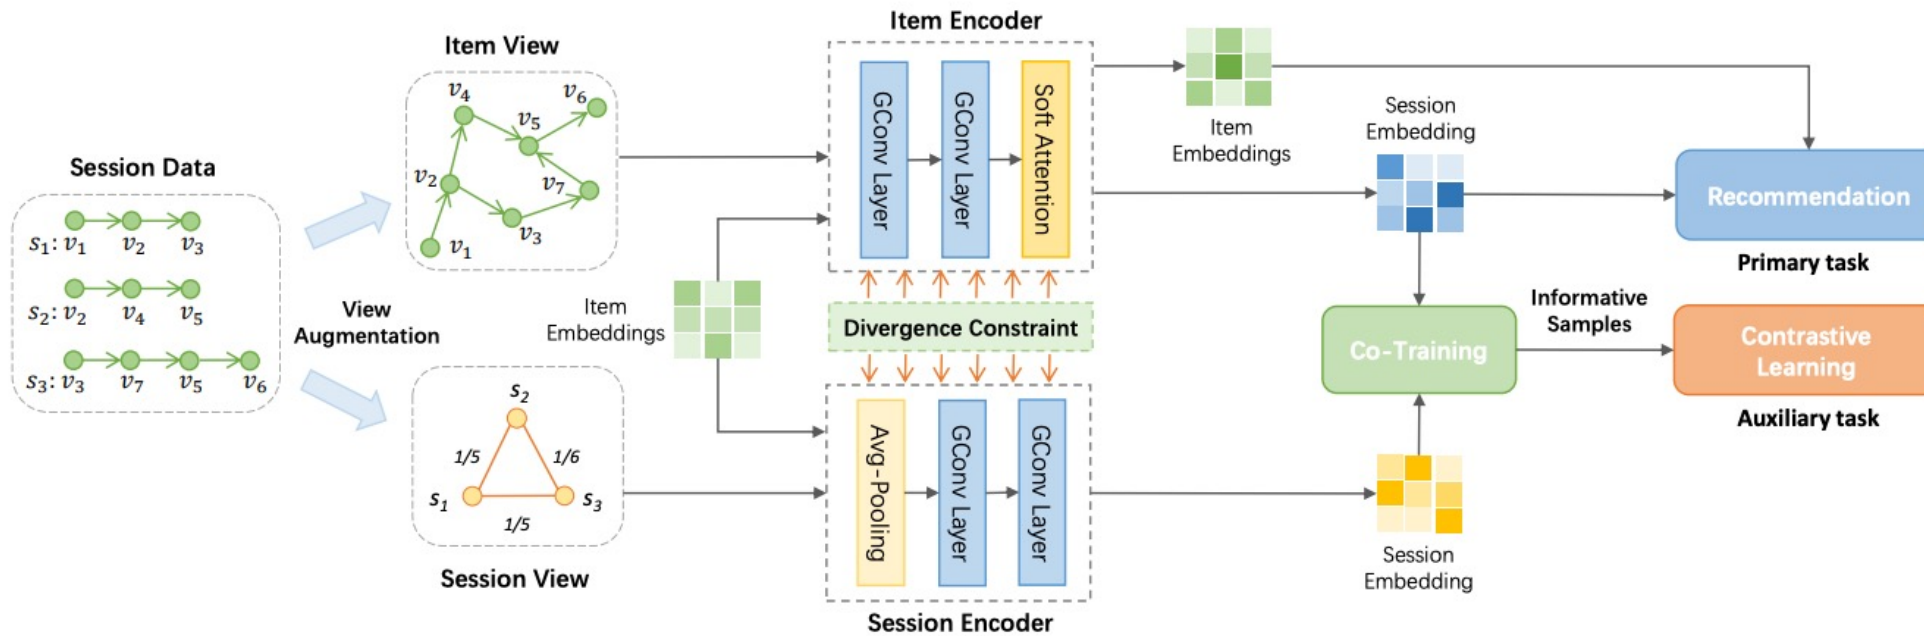 Session Data
s1: v1 v2 v3
s2: v2 v4 v5
s3: v3 v7 v5 v6
View
Augmentation
Item View
v4
v6
v5
v2
v7
v3
v1
s2
1/5
1/6
s1
s3
1/5
Session View
Item
Embeddings
Item Encoder
GConv Layer
GConv Layer
Soft Attention
Divergence Constraint
Avg-Pooling
GConv Layer
GConv Layer
Session Encoder
Item
Embeddings
Session
Embedding
Recommendation
Primary task
Co-Training
Informative
Samples
Contrastive
Learning
Auxiliary task
Session
Embedding